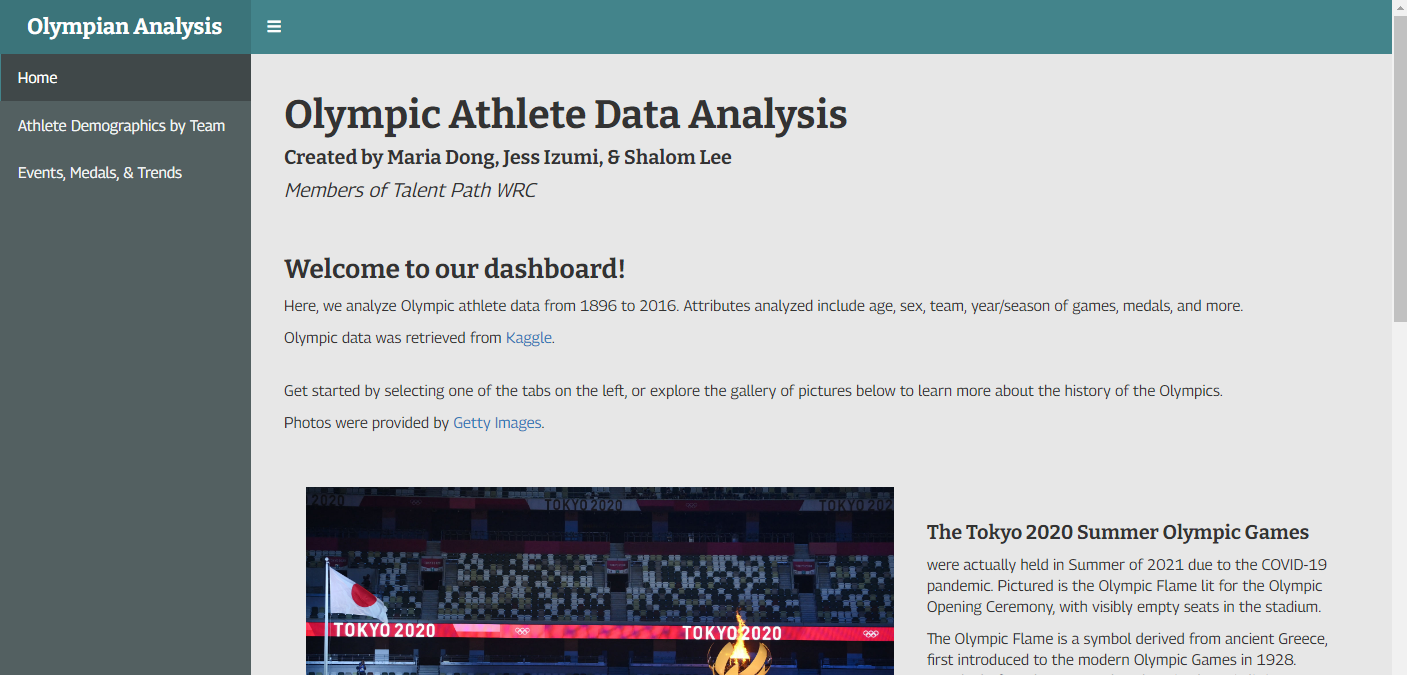 Olympian Analysis
Home
Athlete Demographics by Team
Events, Medals, & Trends
Olympic Athlete Data Analysis
Created by Maria Dong, Jess Izumi, & Shalom Lee
Members of Talent Path WRC
Welcome to our dashboard!
Here, we analyze Olympic athlete data from 1896 to 2016. Attributes analyzed include age, sex, team, year/season of games, medals, and more.
Olympic data was retrieved from Kaggle.
Get started by selecting one of the tabs on the left, or explore the gallery of pictures below to learn more about the history of the Olympics.
Photos were provided by Getty Images.
2020
TOKYO 2020
TOKYO 202
TOKYO 2020
TOKYO 2020
The Tokyo 2020 Summer Olympic Games
were actually held in Summer of 2021 due to the COVID-19
pandemic. Pictured is the Olympic Flame lit for the Olympic
Opening Ceremony, with visibly empty seats in the stadium.
The Olympic Flame is a symbol derived from ancient Greece,
first introduced to the modern Olympic Games in 1928.